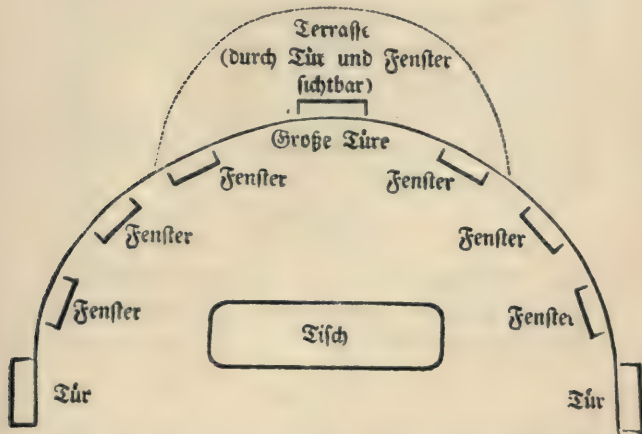 Terrasse
(durch Tür und Fenster
sichtbar)
Große Türe
Fenster Fenster
Fenster Fenster
Fenster Fenster
Tisch
Tür Tür